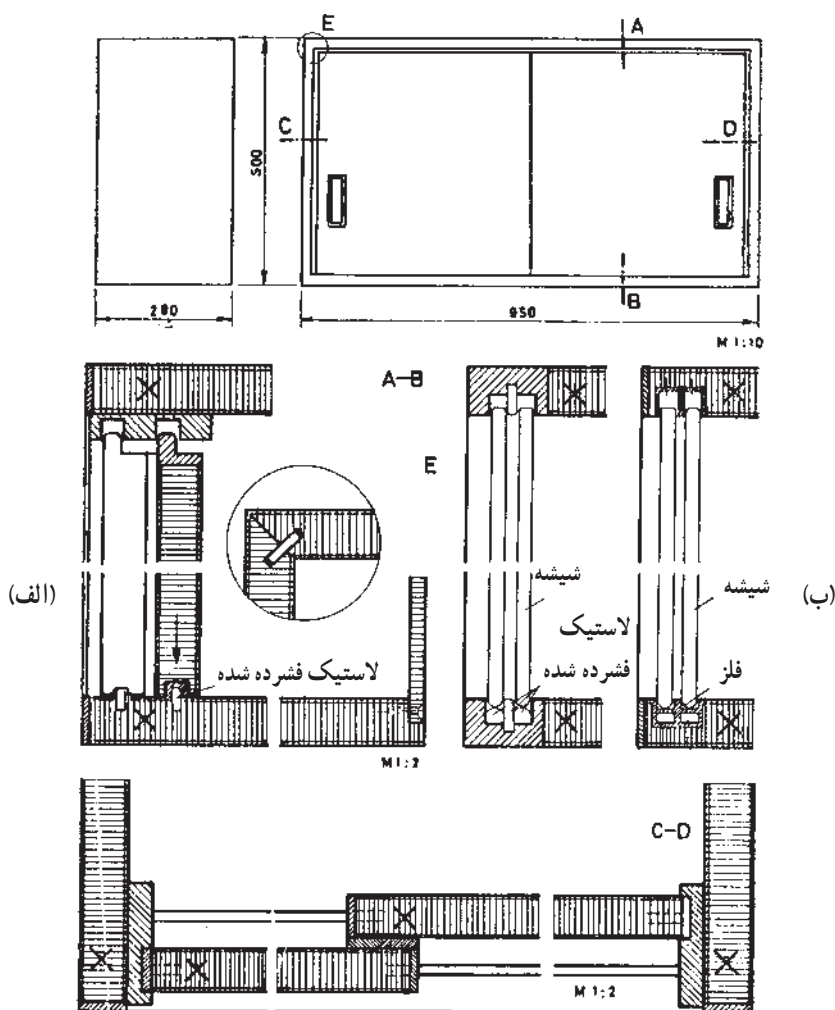 E
A
C
D
500
B
280
950
M 1:10
A-B
E
شیشه
شیشه
(الف)
(ب)
لاستیک
فشرده شده
فلز
لاستیک فشرده شده
M 1:2
C-D
M 1:2